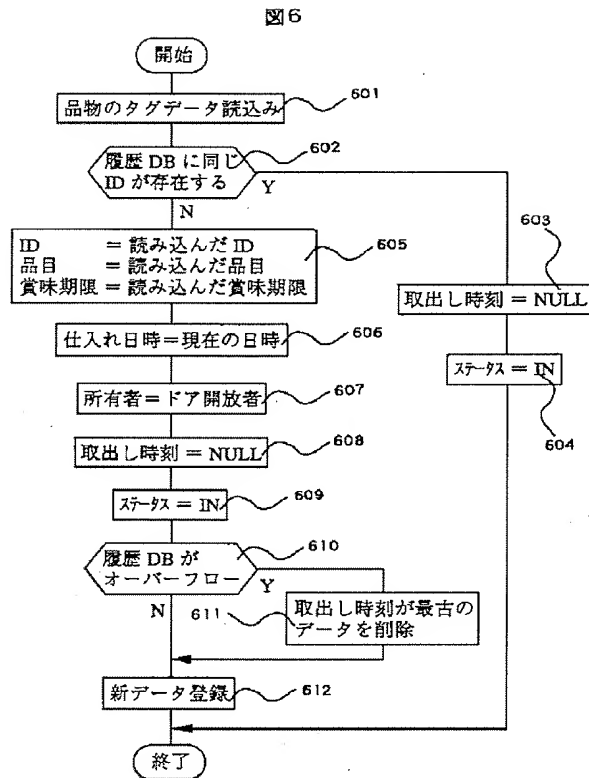 図6
開始
品物のタグデータ読込み
601
履歴 DB に同じ
ID が存在する
602
Y
N
603
ID = 読み込んだ ID
品目 = 読み込んだ品目
賞味期限 = 読み込んだ賞味期限
605
取出し時刻 = NULL
仕入れ日時=現在の日時
606
ステータス = IN
604
所有者=ドア開放者
607
取出し時刻 = NULL
608
ステータス = IN
609
履歴 DB が
オーバーフロー
610
Y
N
611
取出し時刻が最古の
データを削除
新データ登録
612
終了